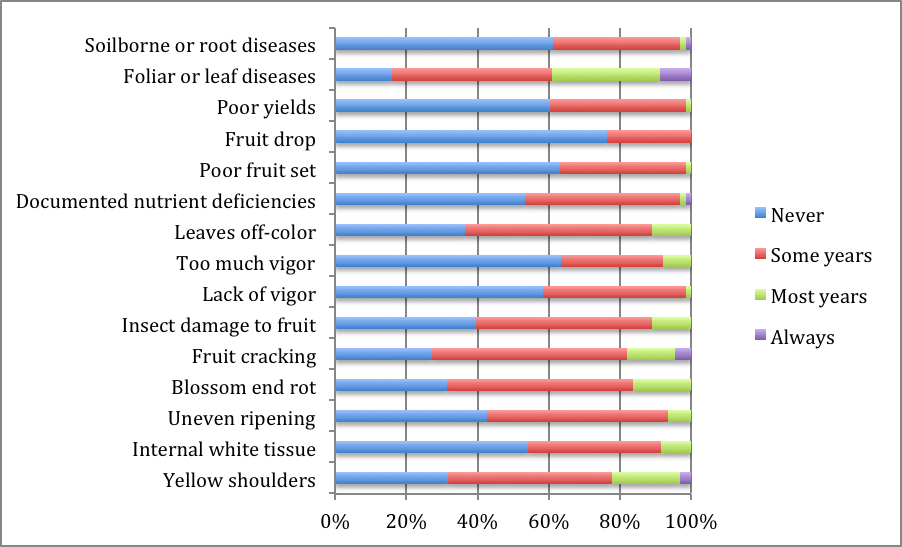 Soilborne or root diseases
Foliar or leaf diseases
Poor yields
Fruit drop
Poor fruit set
Documented nutrient deficiencies
Leaves off-color
Too much vigor
Lack of vigor
Insect damage to fruit
Fruit cracking
Blossom end rot
Uneven ripening
Internal white tissue
Yellow shoulders
0% 20% 40% 60% 80% 100%
Never
Some years
Most years
Always